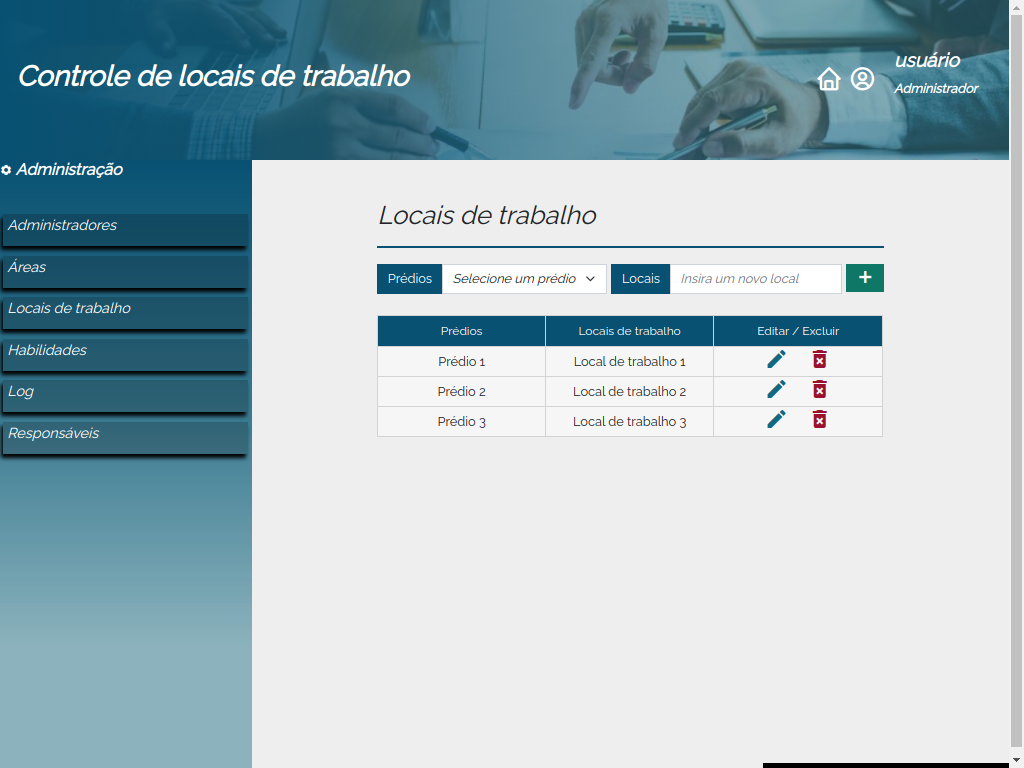 Controle de locais de trabalho
usuário
Administrador
Administração
Administradores
Áreas
Locais de trabalho
Habilidades
Log
Responsáveis
Locais de trabalho
Prédios Selecione um prédio Locais Insira um novo local +
Prédios Locais de trabalho Editar / Excluir
Prédio 1 Local de trabalho 1
Prédio 2 Local de trabalho 2
Prédio 3 Local de trabalho 3